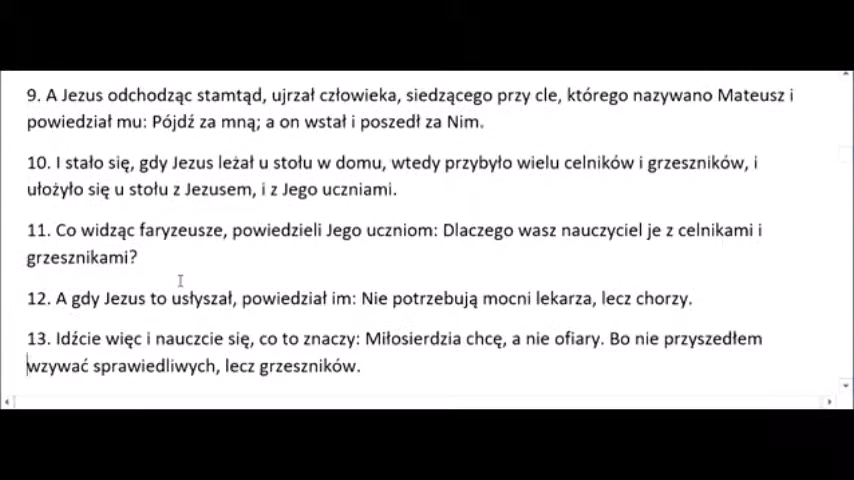 9. A Jezus odchodząc stamtąd, ujrzał człowieka, siedzącego przy cle, którego nazywano Mateusz i
powiedział mu: Pójdź za mną; a on wstał i poszedł za Nim.
10. I stało się, gdy Jezus leżał u stołu w domu, wtedy przybyło wielu celników i grzeszników, i
ułożyło się u stołu z Jezusem, i z Jego uczniami.
11. Co widząc faryzeusze, powiedzieli Jego uczniom: Dlaczego wasz nauczyciel je z celnikami i
grzesznikami?
12. A gdy Jezus to usłyszał, powiedział im: Nie potrzebują mocni lekarza, lecz chorzy.
13. Idźcie więc i nauczcie się, co to znaczy: Miłosierdzia chcę, a nie ofiary. Bo nie przyszedłem
wzywać sprawiedliwych, lecz grzeszników.